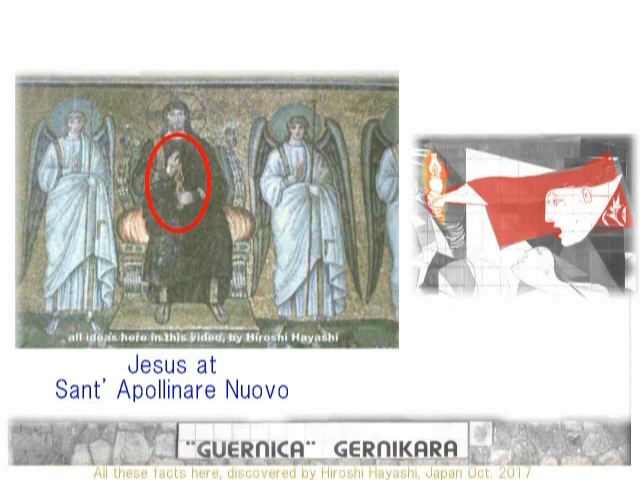 all ideas here in this video, by Hiroshi Hayashi
Jesus at
Sant' Apollinare Nuovo
¨GUERNICA¨ GERNIKARA
All these facts here, discovered by Hiroshi Hayashi, Japan Oct. 2017